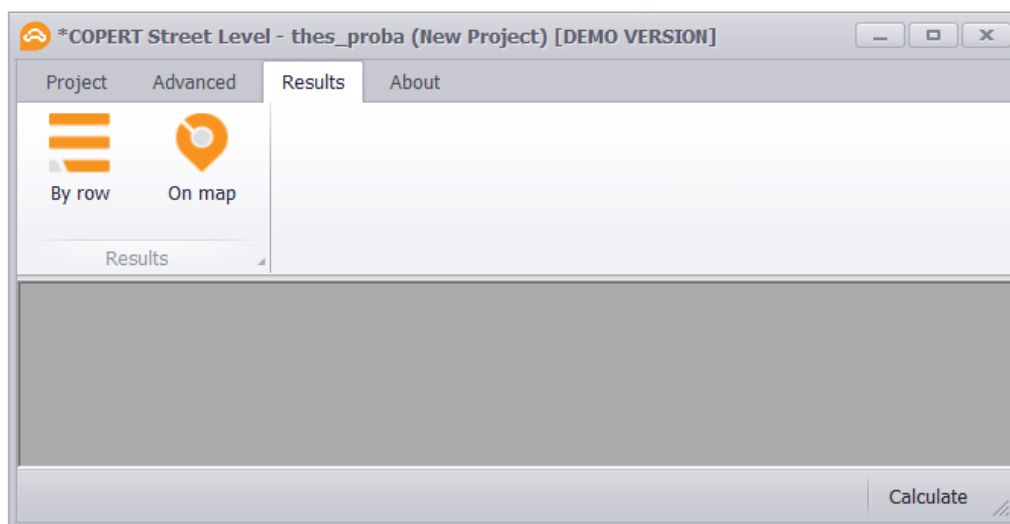 *COPERT Street Level - thes_proba (New Project) [DEMO VERSION]
Project Advanced Results About
By row On map
Results
Calculate